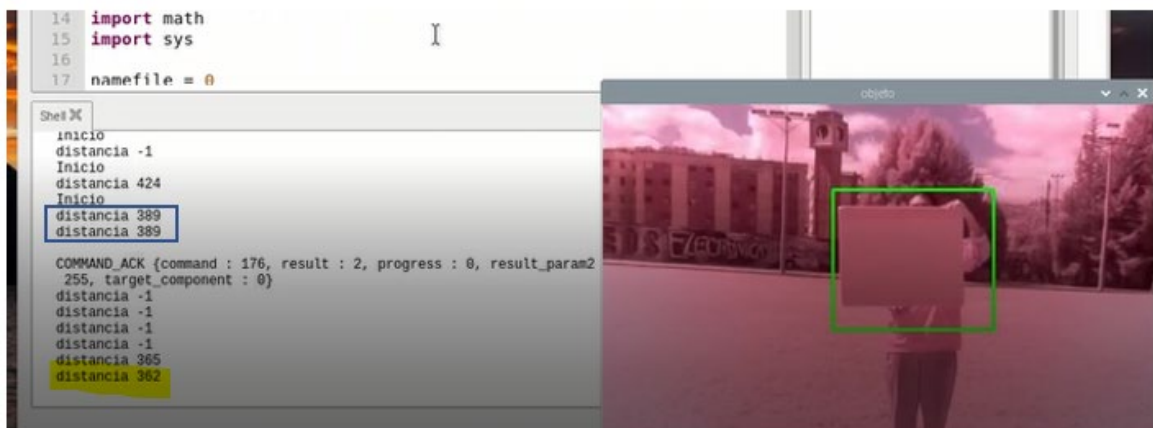 14 import math
15 import sys
16
17 namefile = 0
Shell
Inicio
distancia -1
Inicio
distancia 424
Inicio
distancia 389
distancia 389
COMMAND_ACK {command : 176, result : 2, progress : 0, result_param2
255, target_component : 0}
distancia -1
distancia -1
distancia -1
distancia -1
distancia 365
distancia 362
objeto